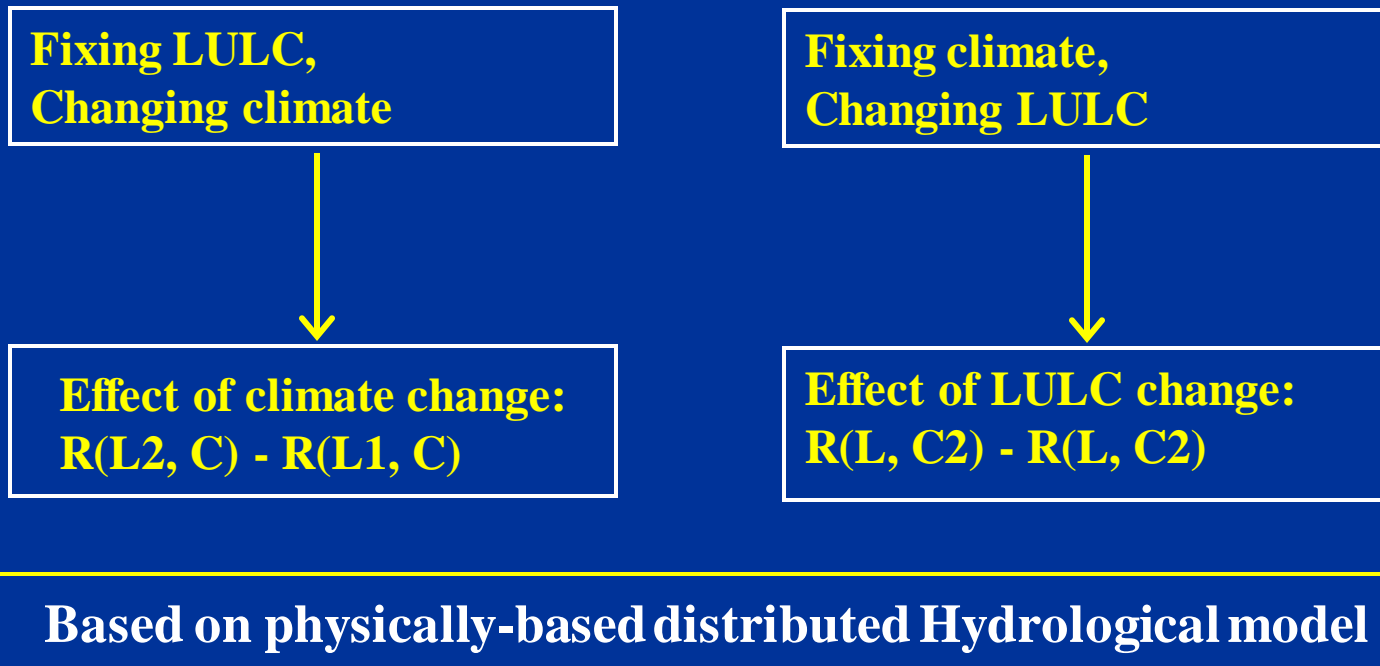 Fixing LULC,
Changing climate
Fixing climate,
Changing LULC
Effect of climate change:
R(L2, C) - R(L1, C)
Effect of LULC change:
R(L, C2) - R(L, C2)
Based on physically-based distributed Hydrological model